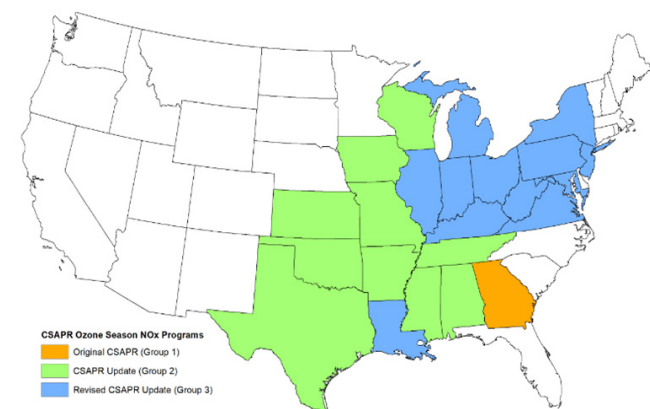 CSAPR Ozone Season NOx Programs
Original CSAPR (Group 1)
CSAPR Update (Group 2)
Revised CSAPR Update (Group 3)